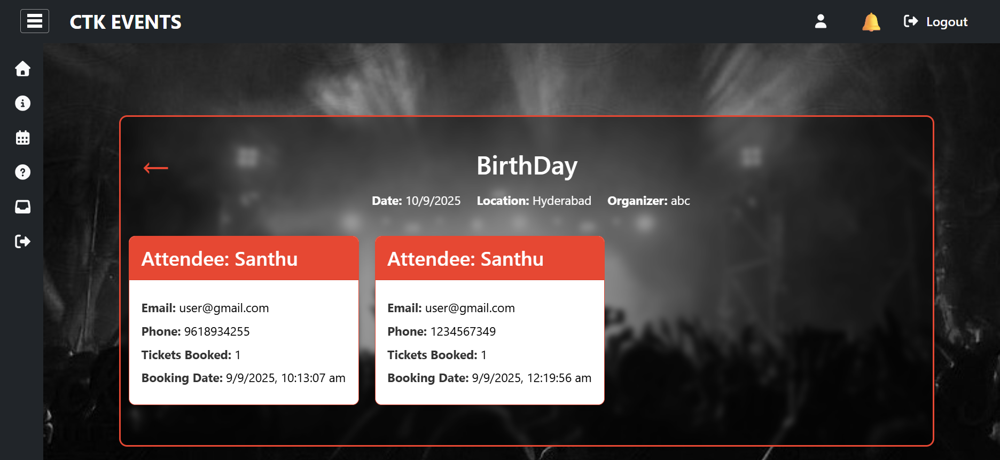 CTK EVENTS
Logout
BirthDay
Date: 10/9/2025 Location: Hyderabad Organizer: abc
Attendee: Santhu
Email: user@gmail.com
Phone: 9618934255
Tickets Booked: 1
Booking Date: 9/9/2025, 10:13:07 am
Attendee: Santhu
Email: user@gmail.com
Phone: 1234567349
Tickets Booked: 1
Booking Date: 9/9/2025, 12:19:56 am